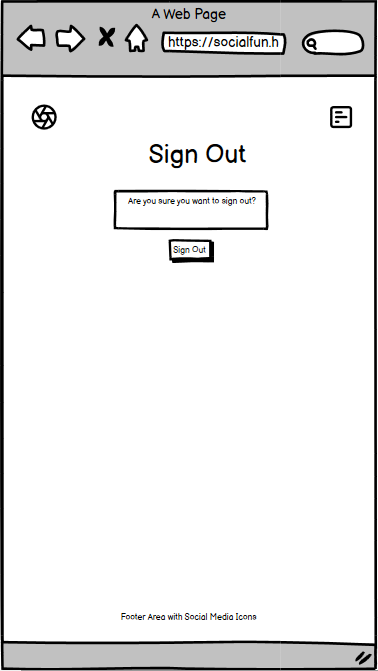 A Web Page
https://socialfun.h
Sign Out
Are you sure you want to sign out?
Sign Out
Footer Area with Social Media Icons